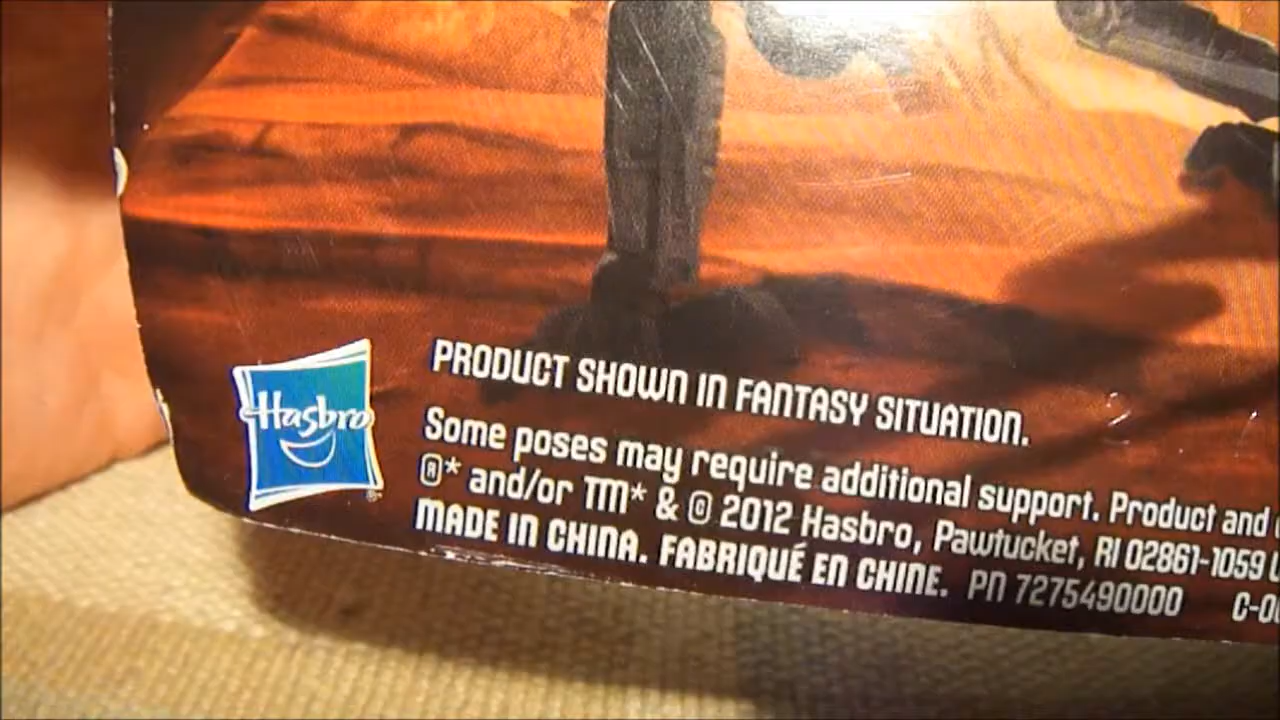 Hasbro
PRODUCT SHOWN IN FANTASY SITUATION.
Some poses may require additional support. Product and
®* and/or TM* & © 2012 Hasbro, Pawtucket, RI 02861-1059
MADE IN CHINA. FABRIQUÉ EN CHINE. PN 7275490000